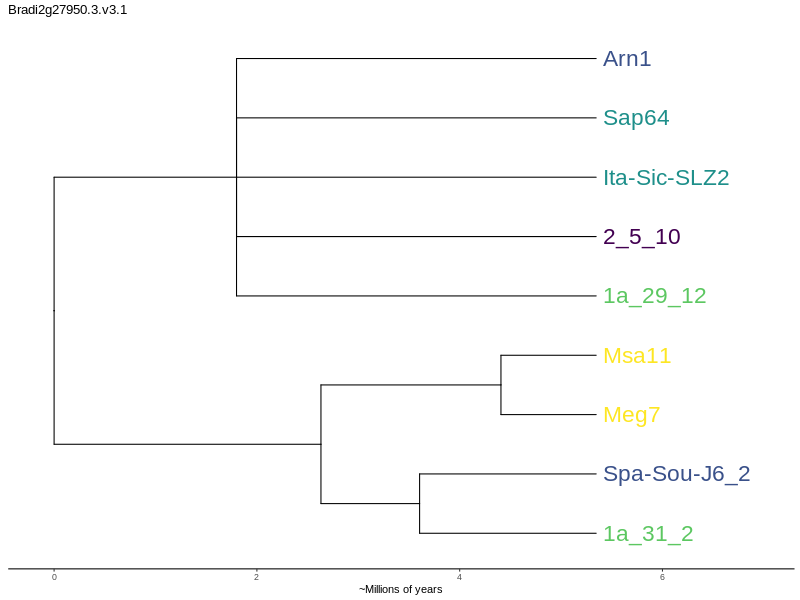 Bradi2g27950.3.v3.1
Arn1
Sap64
Ita-Sic-SLZ2
2_5_10
1a_29_12
Msa11
Meg7
Spa-Sou-J6_2
1a_31_2
0 2 4 6
~Millions of years